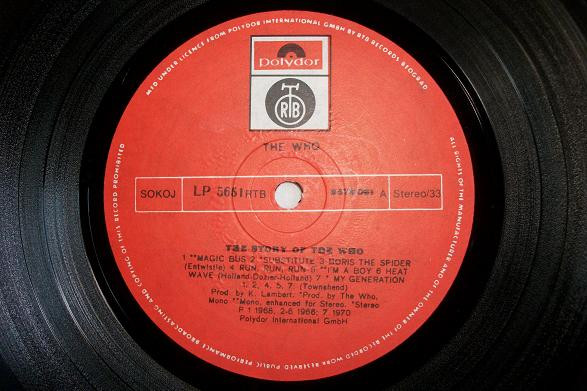 MFD UNDER LICENCE FROM POLYDOR INTERNATIONAL GMBH BY RTB RECORDS BEOGRAD
polydor
RTB
THE WHO
SOKOJ LP 5651 RTB A Stereo/33
THE STORY OF THE WHO
1 **MAGIC BUS 2 *SUBSTITUTE 3 BORIS THE SPIDER
(Entwistle) 4 RUN, RUN, RUN 5 **I'M A BOY 6 HEAT
WAVE (Holland-Dozier-Holland) 7 * MY GENERATION
1, 2, 4, 5, 7. (Townshend)
Prod. by K. Lambert. *Prod. by The Who.
Mono **Mono, enhanced for Stereo. *Stereo
P 1 1968, 2-6 1966; 7 1970
Polydor International GmbH
ALL RIGHTS OF THE MANUFACTURER AND OF THE OWNER OF THE RECORDED WORK RESERVED PUBLIC PERFORMANCE BROADCASTING AND COPYING OF THIS RECORD PROHIBITED